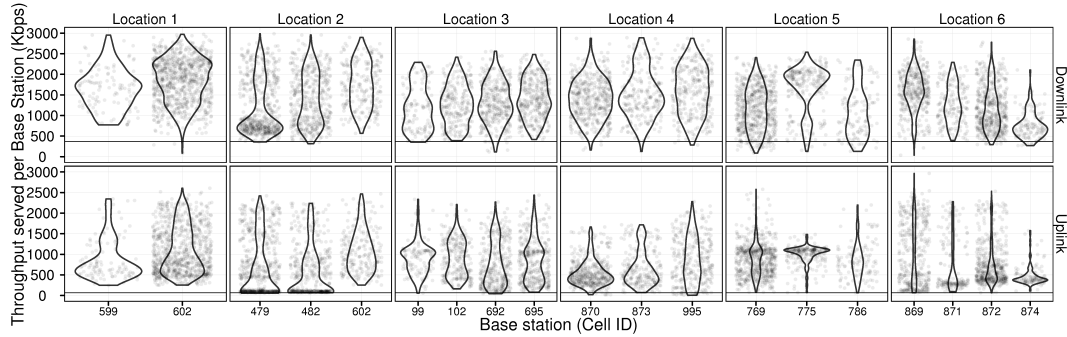 Location 1 Location 2 Location 3 Location 4 Location 5 Location 6
Throughput served per Base Station (Kbps)
3000
2500
2000
1500
1000
500
0
Downlink
3000
2500
2000
1500
1000
500
0
Uplink
599 602 479 482 602 99 102 692 695 870 873 995 769 775 786 869 871 872 874
Base station (Cell ID)